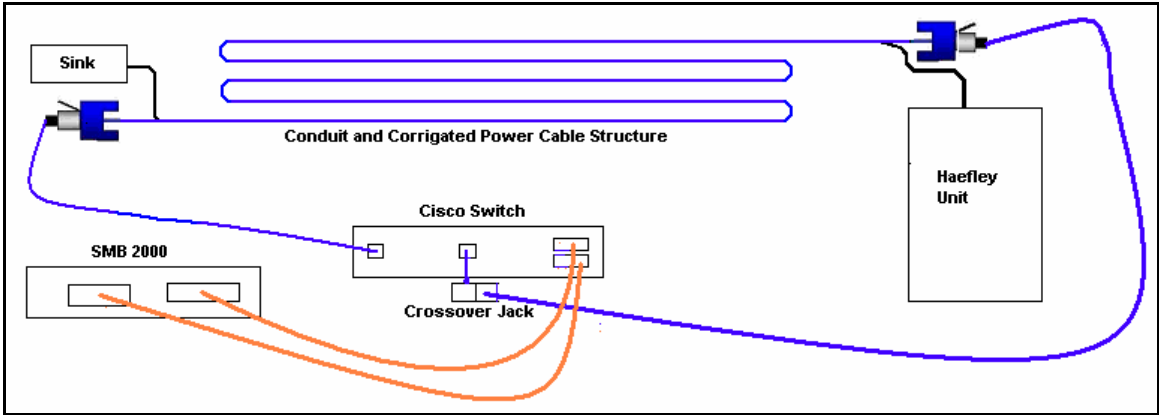 Sink
Conduit and Corrigated Power Cable Structure
Haefley
Unit
Cisco Switch
SMB 2000
Crossover Jack